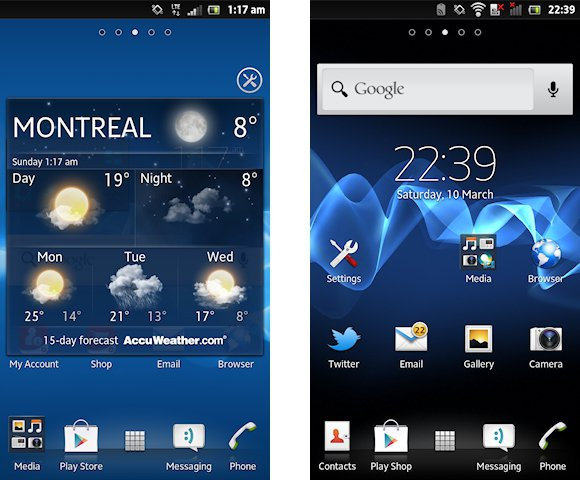 LTE 1:17 am
MONTREAL 8°
Sunday 1:17 am
Day 19° Night 8°
Mon Tue Wed
25° 14° 21° 13° 17° 8°
15-day forecast AccuWeather.com®
My Account Shop Email Browser
Media Play Store Messaging Phone
22:39
Google
22:39
Saturday, 10 March
Settings Media Browser
22
Twitter Email Gallery Camera
Contacts Play Shop Messaging Phone